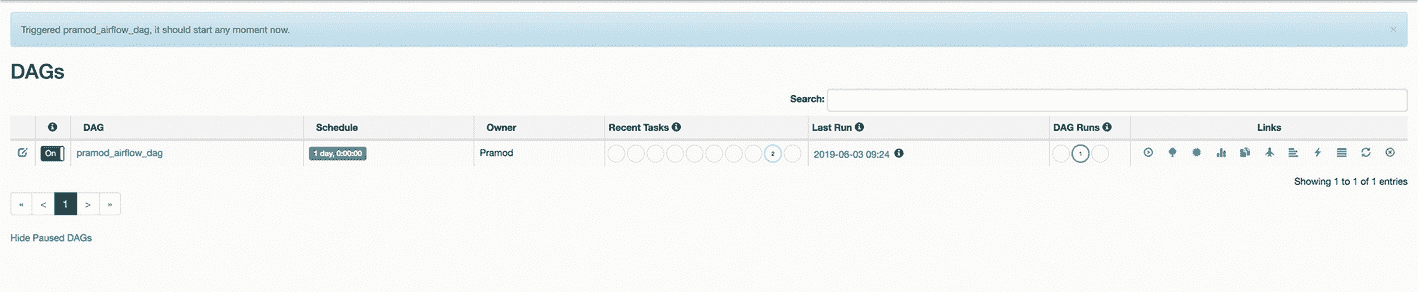 Triggered pramod_airflow_dag, it should start any moment now. ×
DAGs
Search:
DAG Schedule Owner Recent Tasks Last Run DAG Runs Links
On pramod_airflow_dag 1 day, 0:00:00 Pramod 2 2019-06-03 09:24 1
Showing 1 to 1 of 1 entries
« < 1 > »
Hide Paused DAGs